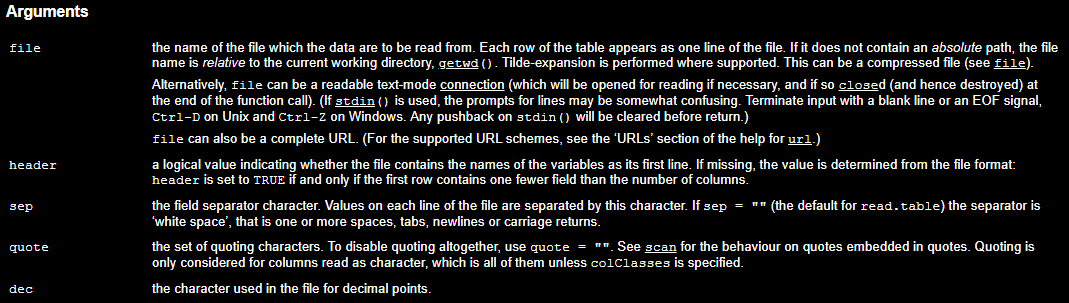 Arguments
file the name of the file which the data are to be read from. Each row of the table appears as one line of the file. If it does not contain an absolute path, the file
name is relative to the current working directory, getwd(). Tilde-expansion is performed where supported. This can be a compressed file (see file).
Alternatively, file can be a readable text-mode connection (which will be opened for reading if necessary, and if so closed (and hence destroyed) at
the end of the function call). (If stdin() is used, the prompts for lines may be somewhat confusing. Terminate input with a blank line or an EOF signal,
Ctrl-D on Unix and Ctrl-Z on Windows. Any pushback on stdin() will be cleared before return.)
file can also be a complete URL. (For the supported URL schemes, see the ‘URLs’ section of the help for url.)
header a logical value indicating whether the file contains the names of the variables as its first line. If missing, the value is determined from the file format:
header is set to TRUE if and only if the first row contains one fewer field than the number of columns.
sep the field separator character. Values on each line of the file are separated by this character. If sep = "" (the default for read.table) the separator is
‘white space’, that is one or more spaces, tabs, newlines or carriage returns.
quote the set of quoting characters. To disable quoting altogether, use quote = "". See scan for the behaviour on quotes embedded in quotes. Quoting is
only considered for columns read as character, which is all of them unless colClasses is specified.
dec the character used in the file for decimal points.